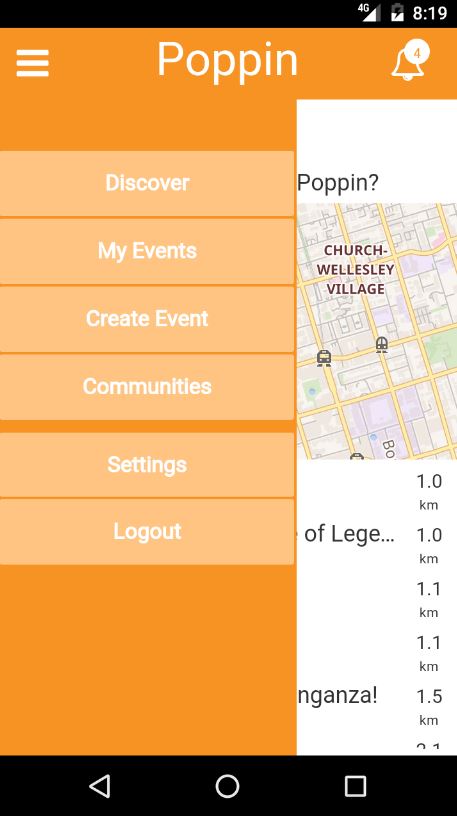 4G 8:19
Poppin
4
Discover
Poppin?
My Events
CHURCH-
WELLESLEY
VILLAGE
Create Event
Communities
Bo
Settings
1.0
km
Logout
of Lege...
1.0
km
1.1
km
1.1
km
nganza!
1.5
km